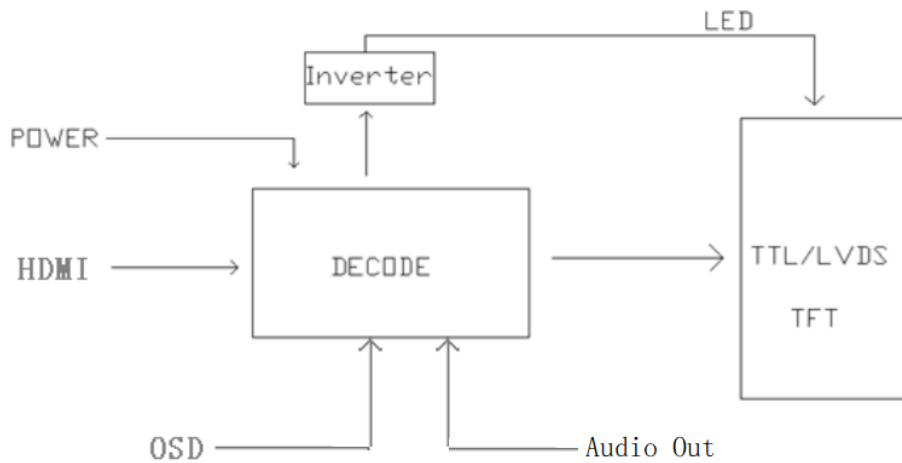 LED
Inverter
POWER
HDMI
DECODE
TTL/LVDS
TFT
OSD
Audio Out